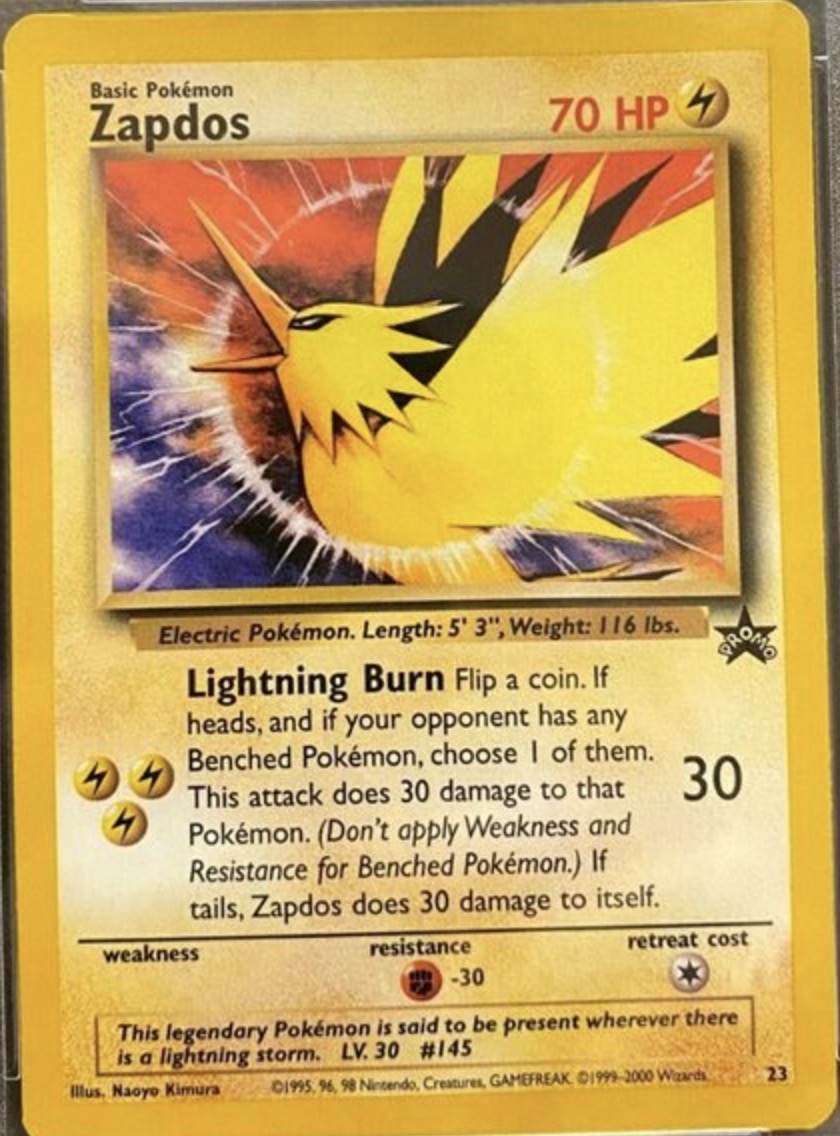 Basic Pokémon
Zapdos
70 HP
Electric Pokémon. Length: 5' 3", Weight: 116 lbs.
PROMO
Lightning Burn Flip a coin. If
heads, and if your opponent has any
Benched Pokémon, choose 1 of them.
This attack does 30 damage to that
Pokémon. (Don't apply Weakness and
Resistance for Benched Pokémon.) If
tails, Zapdos does 30 damage to itself.
30
weakness
resistance
retreat cost
-30
This legendary Pokémon is said to be present wherever there
is a lightning storm. LV. 30 #145
Illus. Naoyo Kimura
©1995, 96, 98 Nintendo, Creatures, GAMEFREAK. ©1999-2000 Wizards.
23